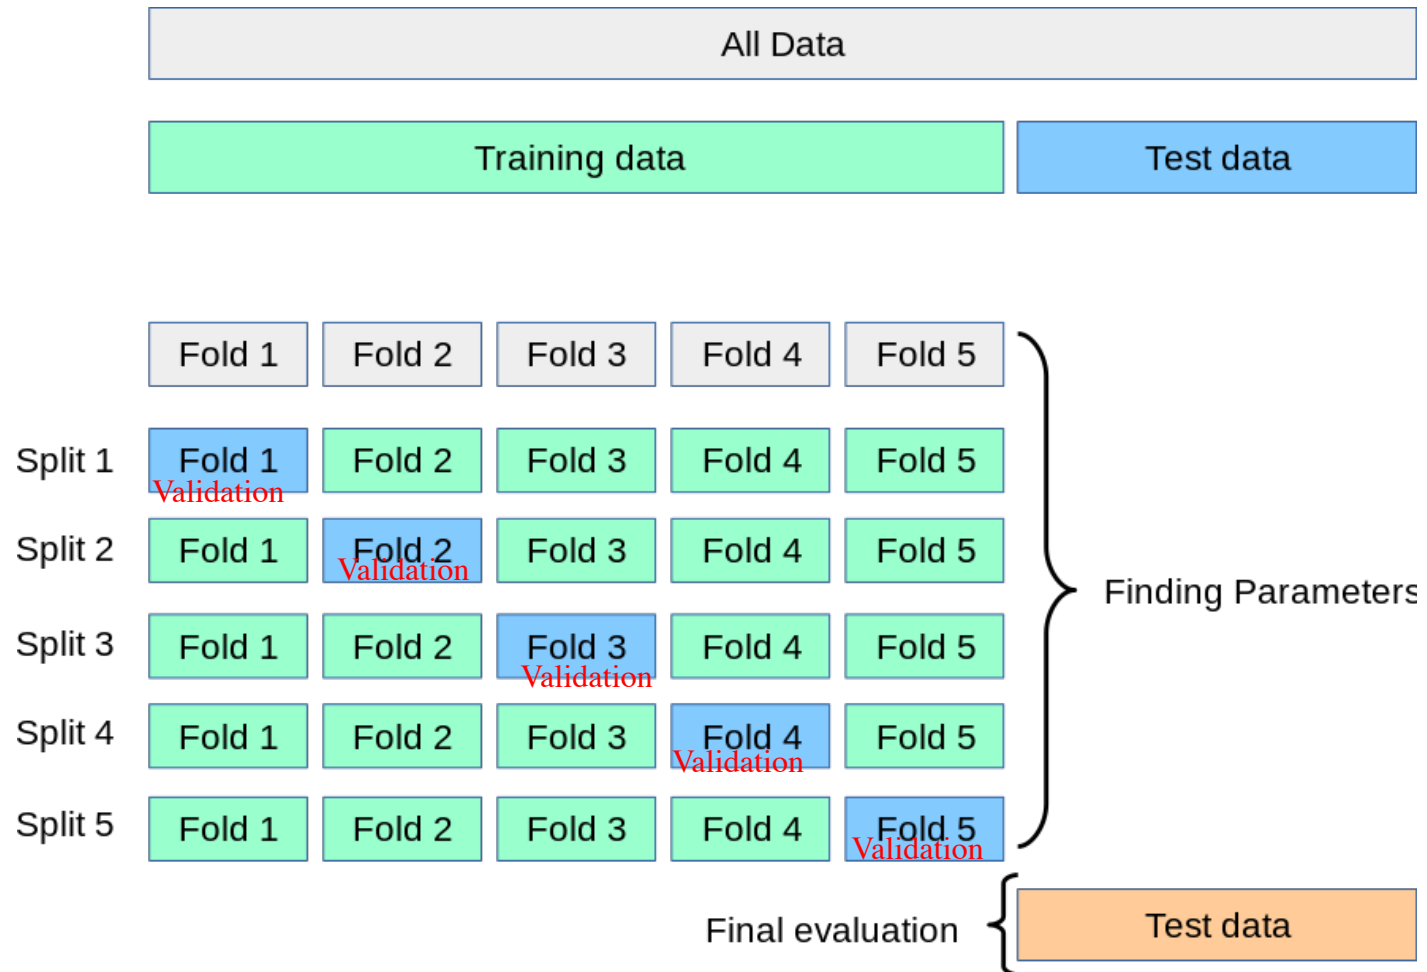 All Data
Training data Test data
Fold 1 Fold 2 Fold 3 Fold 4 Fold 5
Split 1 Fold 1 Fold 2 Fold 3 Fold 4 Fold 5
Validation
Split 2 Fold 1 Fold 2 Fold 3 Fold 4 Fold 5
Validation
Finding Parameters
Split 3 Fold 1 Fold 2 Fold 3 Fold 4 Fold 5
Validation
Split 4 Fold 1 Fold 2 Fold 3 Fold 4 Fold 5
Validation
Split 5 Fold 1 Fold 2 Fold 3 Fold 4 Fold 5
Validation
Final evaluation Test data